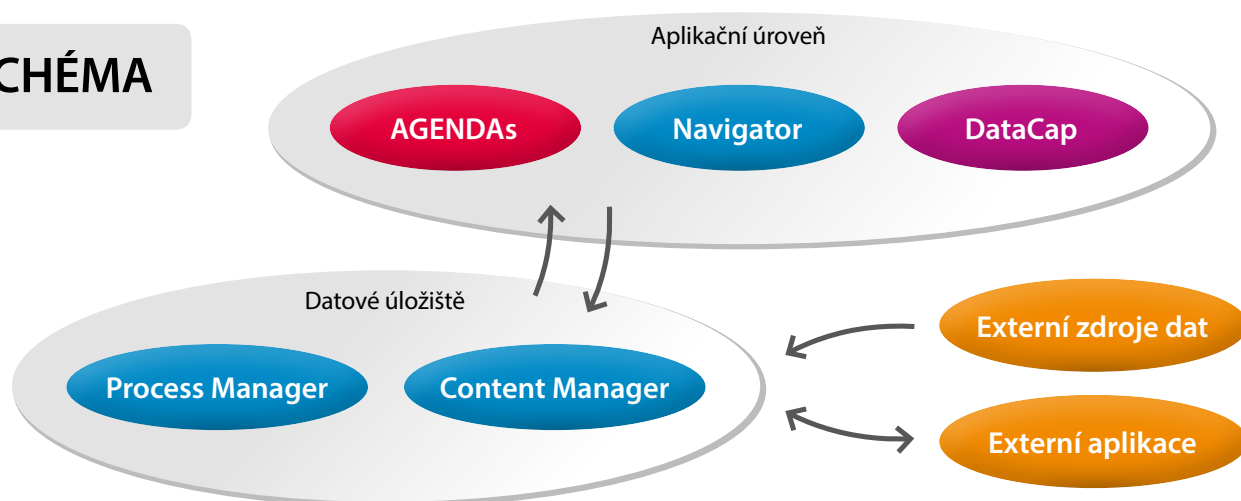 CHÉMA
Aplikační úroveň
AGENDAs
Navigator
DataCap
Datové úložiště
Process Manager
Content Manager
Externí zdroje dat
Externí aplikace